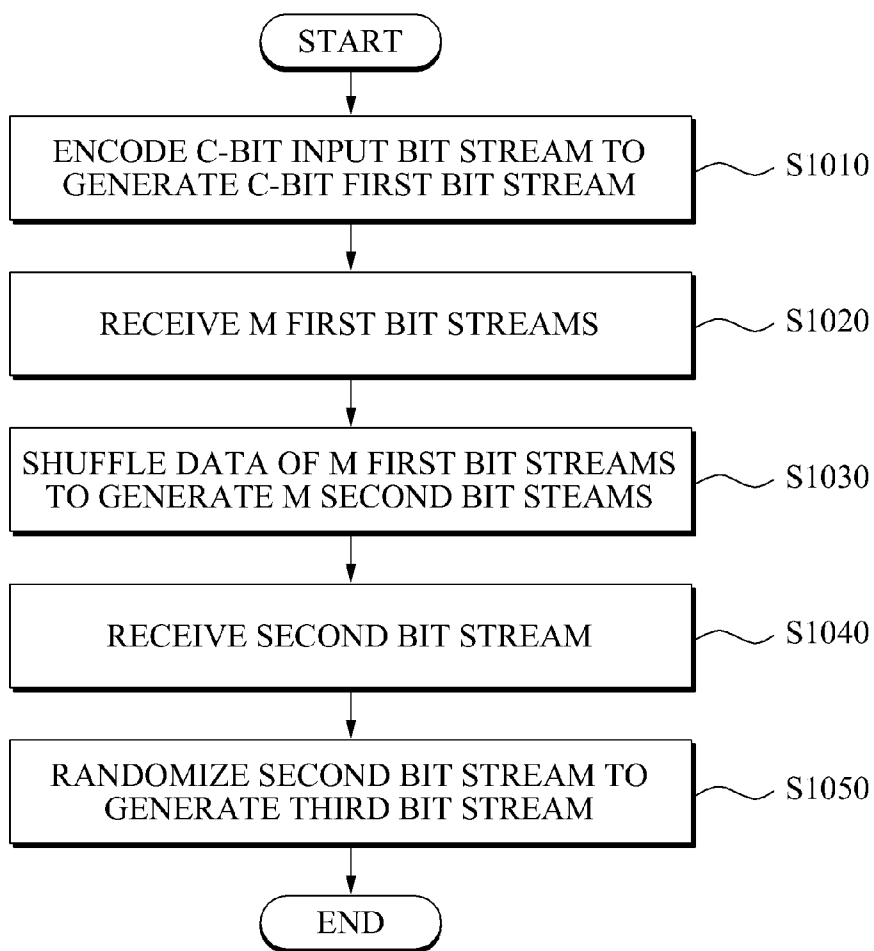 START
ENCODE C-BIT INPUT BIT STREAM TO
GENERATE C-BIT FIRST BIT STREAM
S1010
RECEIVE M FIRST BIT STREAMS
S1020
SHUFFLE DATA OF M FIRST BIT STREAMS
TO GENERATE M SECOND BIT STEAMS
S1030
RECEIVE SECOND BIT STREAM
S1040
RANDOMIZE SECOND BIT STREAM TO
GENERATE THIRD BIT STREAM
S1050
END